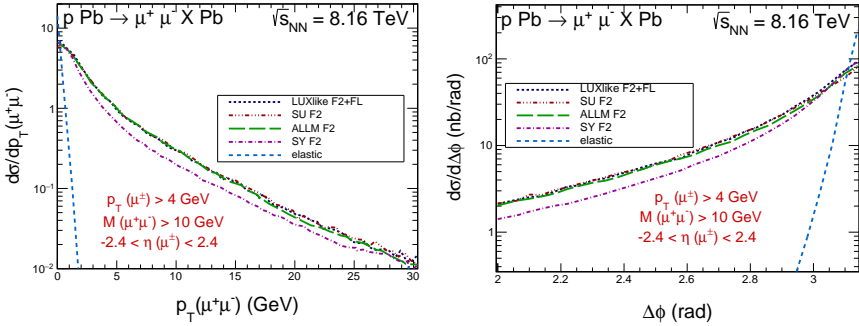 p Pb → μ⁺ μ⁻ X Pb
√s_NN = 8.16 TeV
dσ/dp_T(μ⁺μ⁻)
10
1
10⁻¹
10⁻²
LUXlike F2+FL
SU F2
ALLM F2
SY F2
elastic
p_T (μ^±) > 4 GeV
M (μ⁺μ⁻) > 10 GeV
-2.4 < η (μ^±) < 2.4
0 5 10 15 20 25 30
p_T(μ⁺μ⁻) (GeV)
p Pb → μ⁺ μ⁻ X Pb
√s_NN = 8.16 TeV
dσ/dΔϕ (nb/rad)
10²
10
1
LUXlike F2+FL
SU F2
ALLM F2
SY F2
elastic
p_T (μ^±) > 4 GeV
M (μ⁺μ⁻) > 10 GeV
-2.4 < η (μ^±) < 2.4
2 2.2 2.4 2.6 2.8 3
Δϕ (rad)